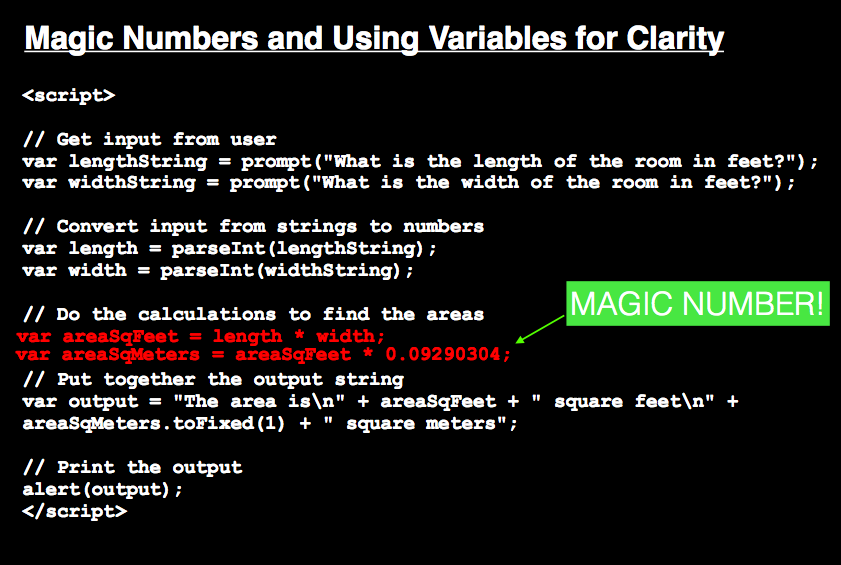 Magic Numbers and Using Variables for Clarity
<script>
// Get input from user
var lengthString = prompt("What is the length of the room in feet?");
var widthString = prompt("What is the width of the room in feet?");
// Convert input from strings to numbers
var length = parseInt(lengthString);
var width = parseInt(widthString);
// Do the calculations to find the areas
MAGIC NUMBER!
var areaSqFeet = length * width;
var areaSqMeters = areaSqFeet * 0.09290304;
// Put together the output string
var output = "The area is\n" + areaSqFeet + " square feet\n" +
areaSqMeters.toFixed(1) + " square meters";
// Print the output
alert(output);
</script>